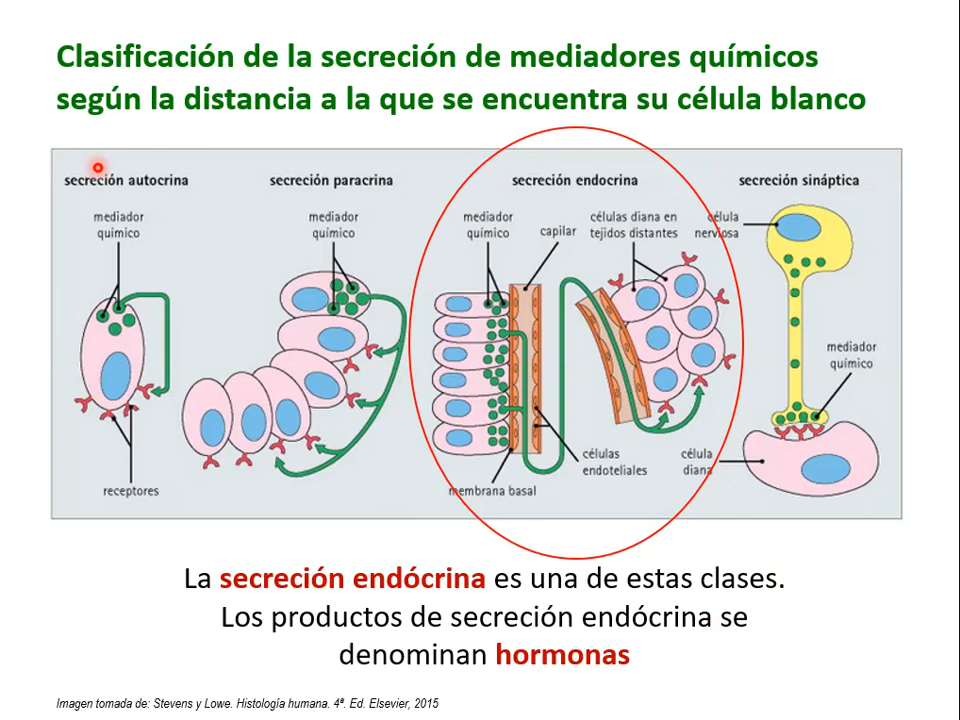 Clasificación de la secreción de mediadores químicos
según la distancia a la que se encuentra su célula blanco
secreción autocrina
secreción paracrina
secreción endocrina
secreción sináptica
mediador
químico
mediador
químico
mediador
químico
capilar
células diana en
tejidos distantes
célula
nerviosa
mediador
químico
receptores
membrana basal
células
endoteliales
célula
diana
La secreción endócrina es una de estas clases.
Los productos de secreción endócrina se
denominan hormonas
Imagen tomada de: Stevens y Lowe. Histología humana. 4ª. Ed. Elsevier, 2015